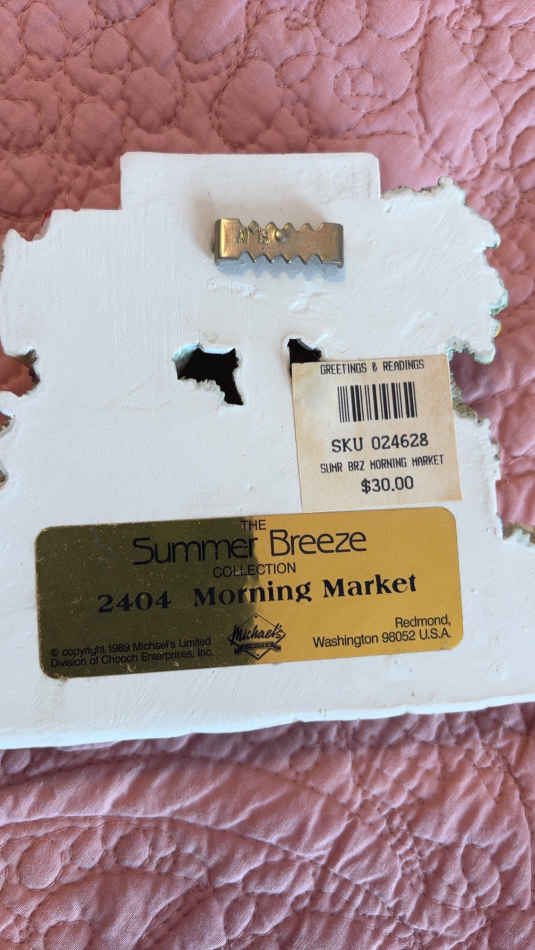 GREETINGS & READINGS
SKU 024628
SUMR BRZ MORNING MARKET
$30.00
THE
Summer Breeze
COLLECTION
2404 Morning Market
Michael's
Redmond,
Washington 98052 U.S.A.
© copyright 1989 Michael's Limited
Division of Chooch Enterprises, Inc.